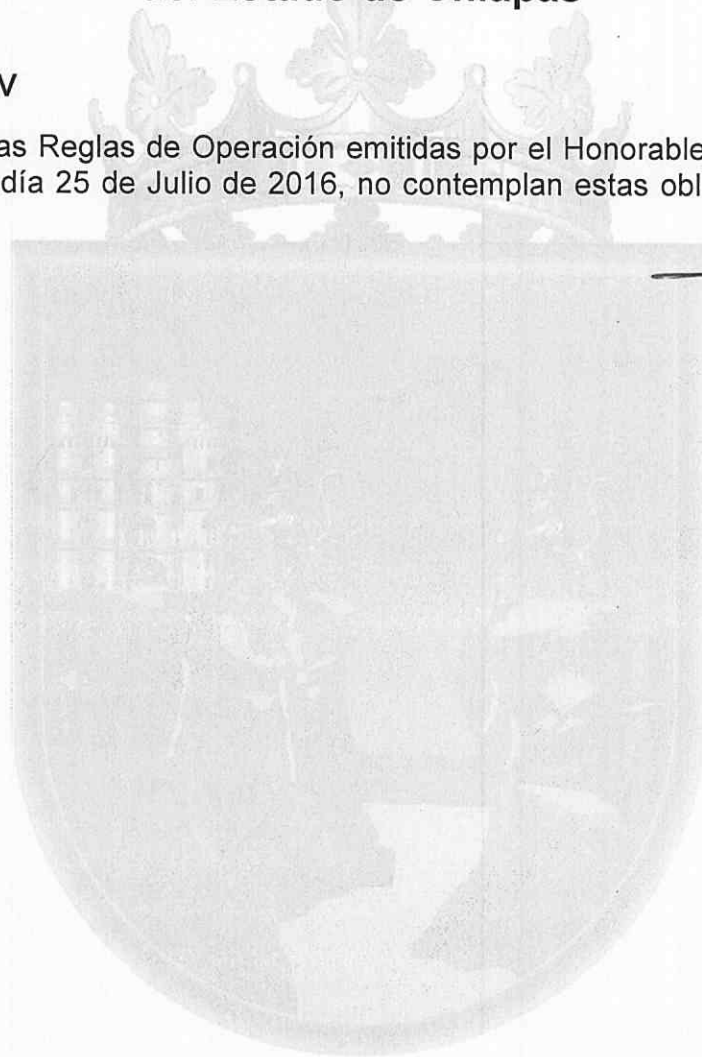 V
as Reglas de Operación emitidas por el Honorable
día 25 de Julio de 2016, no contemplan estas obl